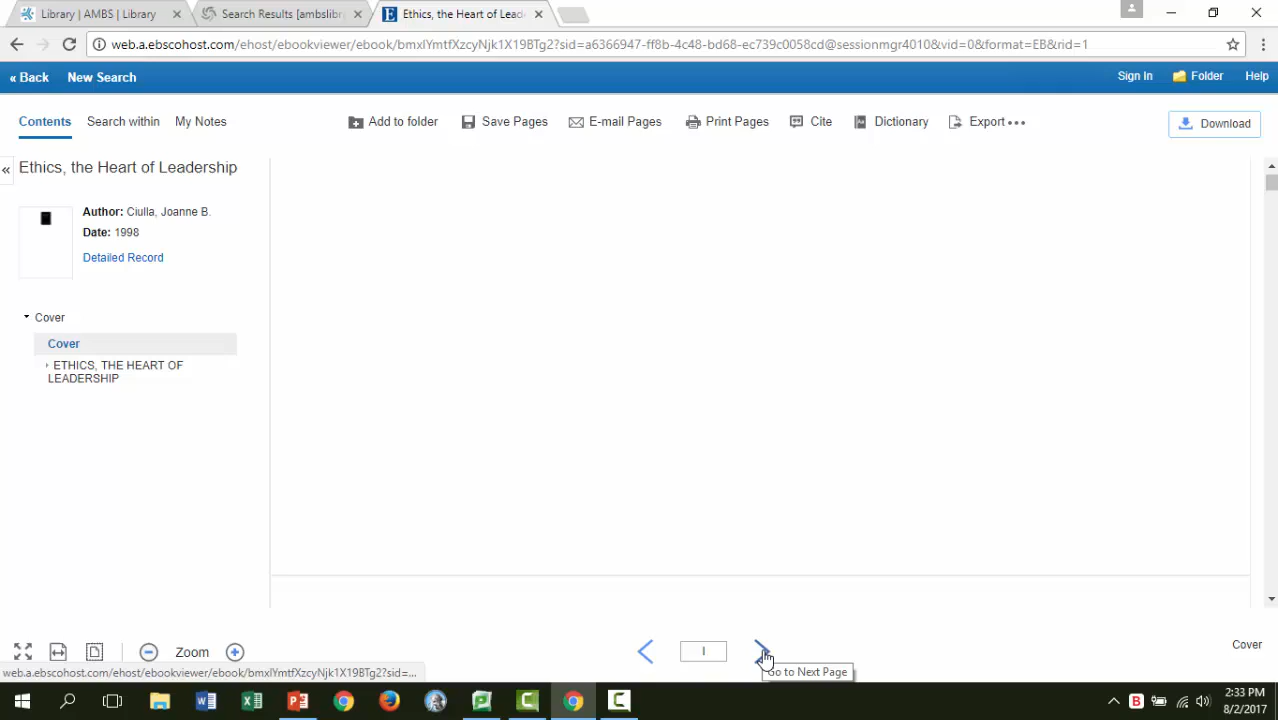 Library | AMBS | Library
Search Results [ambslibr
Ethics, the Heart of Lead
web.a.ebscohost.com/ehost/ebookviewer/ebook/bmxlYmtfXzcyNjk1X19BTg2?sid=a6366947-ff8b-4c48-bd68-ec739c0058cd@sessionmgr4010&vid=0&format=EB&rid=1
« Back New Search Sign In Folder Help
Contents Search within My Notes Add to folder Save Pages E-mail Pages Print Pages Cite Dictionary Export ••• Download
« Ethics, the Heart of Leadership
Author: Ciulla, Joanne B.
Date: 1998
Detailed Record
Cover
Cover
ETHICS, THE HEART OF
LEADERSHIP
Zoom I Cover
web.a.ebscohost.com/ehost/ebookviewer/ebook/bmxlYmtfXzcyNjk1X19BTg2?sid=...
Go to Next Page
2:33 PM
8/2/2017